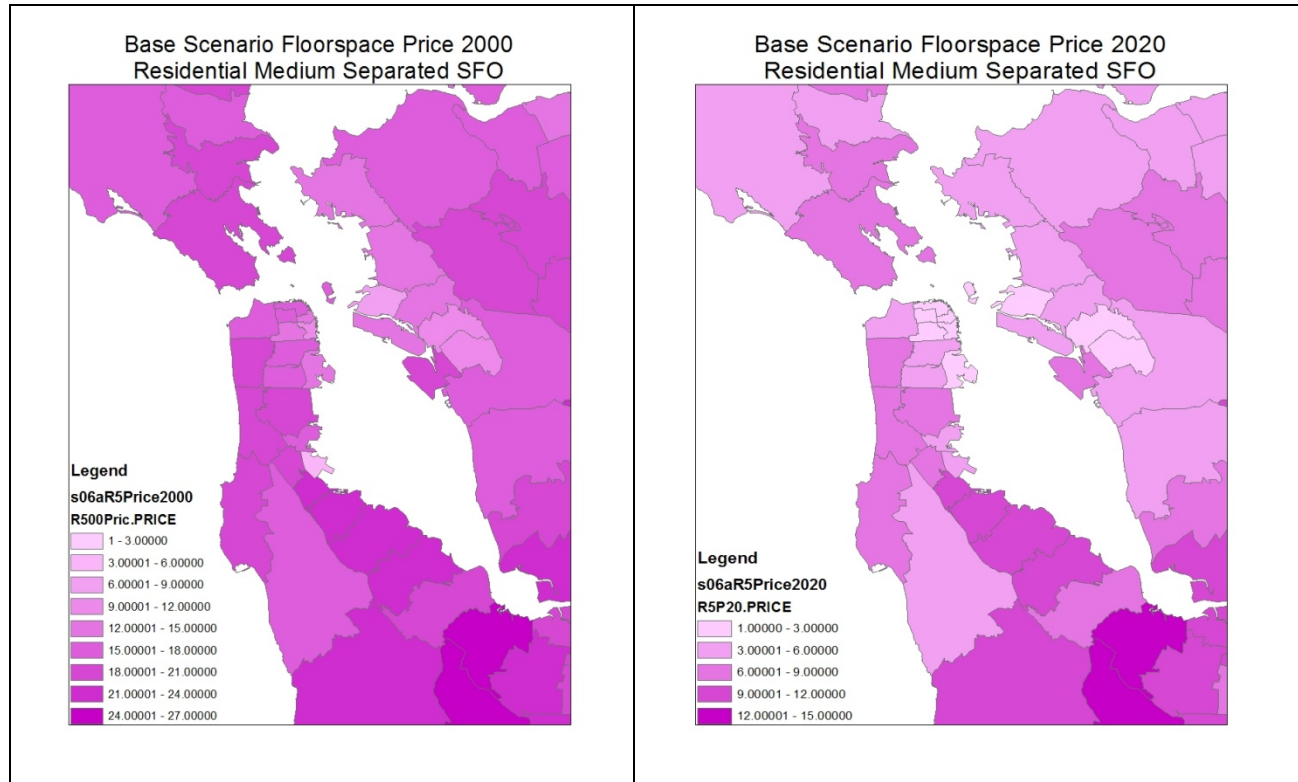 Base Scenario Floorspace Price 2000
Residential Medium Separated SFO
Legend
s06aR5Price2000
R500Pric.PRICE
1 - 3.00000
3.00001 - 6.00000
6.00001 - 9.00000
9.00001 - 12.00000
12.00001 - 15.00000
15.00001 - 18.00000
18.00001 - 21.00000
21.00001 - 24.00000
24.00001 - 27.00000
Base Scenario Floorspace Price 2020
Residential Medium Separated SFO
Legend
s06aR5Price2020
R5P20.PRICE
1.00000 - 3.00000
3.00001 - 6.00000
6.00001 - 9.00000
9.00001 - 12.00000
12.00001 - 15.00000